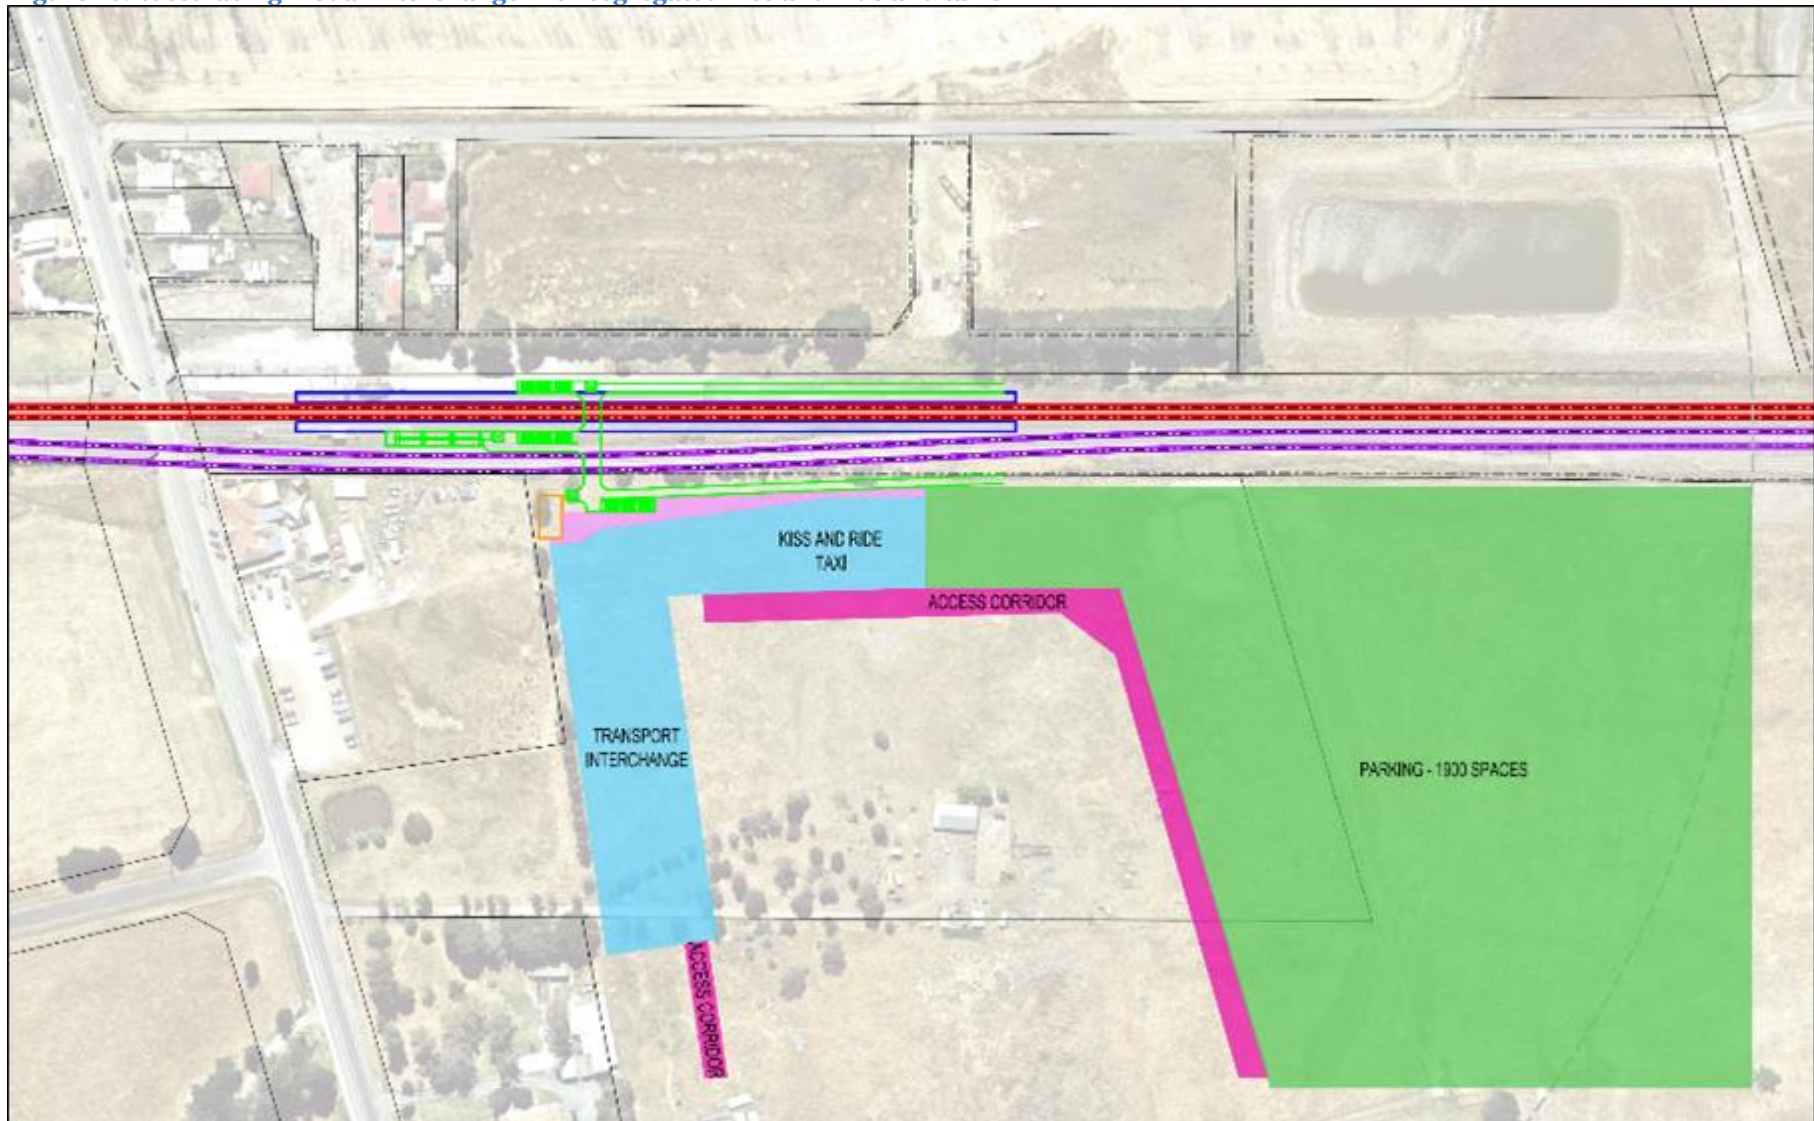 KISS AND RIDE
TAXI
ACCESS CORRIDOR
TRANSPORT
INTERCHANGE
PARKING - 1900 SPACES
ACCESS CORRIDOR